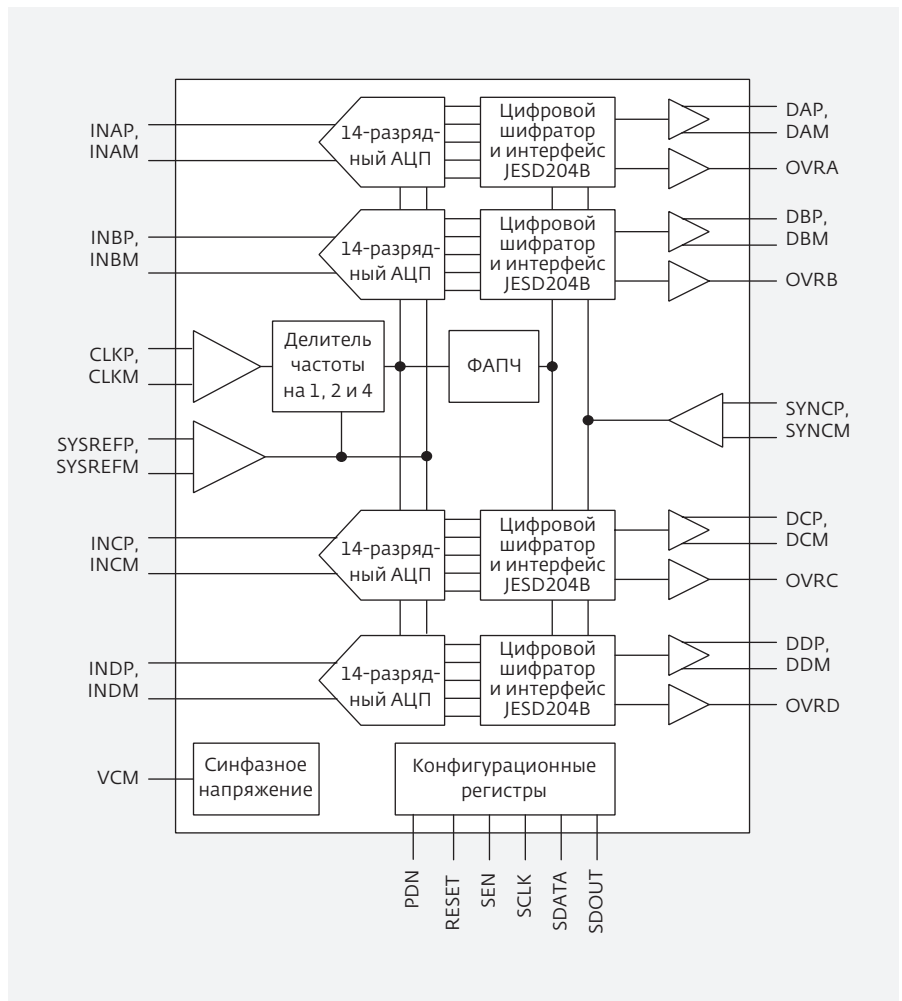 INAP,
INAM
14-разряд-
ный АЦП
Цифровой
шифратор
и интерфейс
JESD204B
DAP,
DAM
OVRA
INBP,
INBM
14-разряд-
ный АЦП
Цифровой
шифратор
и интерфейс
JESD204B
DBP,
DBM
OVRB
CLKP,
CLKM
Делитель
частоты
на 1, 2 и 4
ФАПЧ
SYNCP,
SYNCM
SYSREFP,
SYSREFM
INCP,
INCM
14-разряд-
ный АЦП
Цифровой
шифратор
и интерфейс
JESD204B
DCP,
DCM
OVRC
INDP,
INDM
14-разряд-
ный АЦП
Цифровой
шифратор
и интерфейс
JESD204B
DDP,
DDM
OVRD
VCM
Синфазное
напряжение
Конфигурационные
регистры
PDN
RESET
SEN
SCLK
SDATA
SDOUT